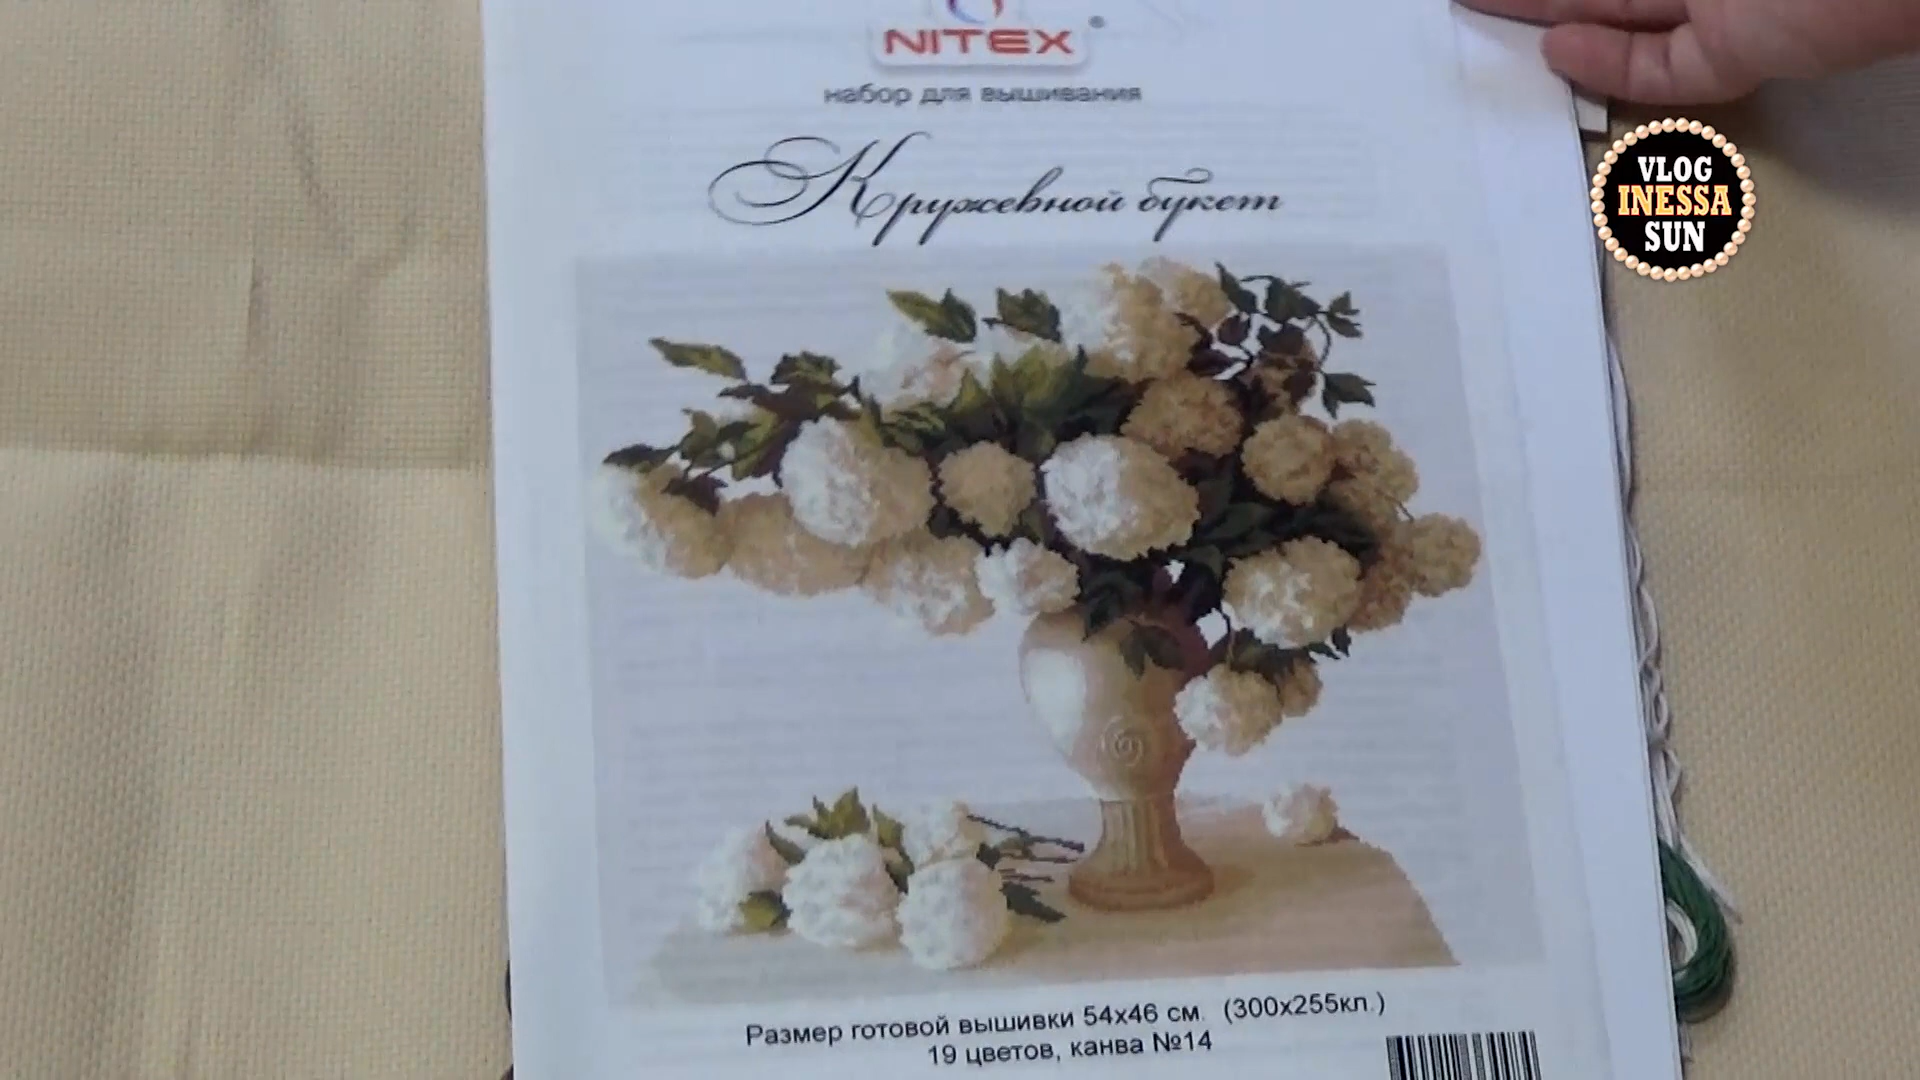 NITEX®
набор для вышивания
Кружевной букет
VLOG
INESSA
SUN
Размер готовой вышивки 54х46 см. (300х255кл.)
19 цветов, канва №14